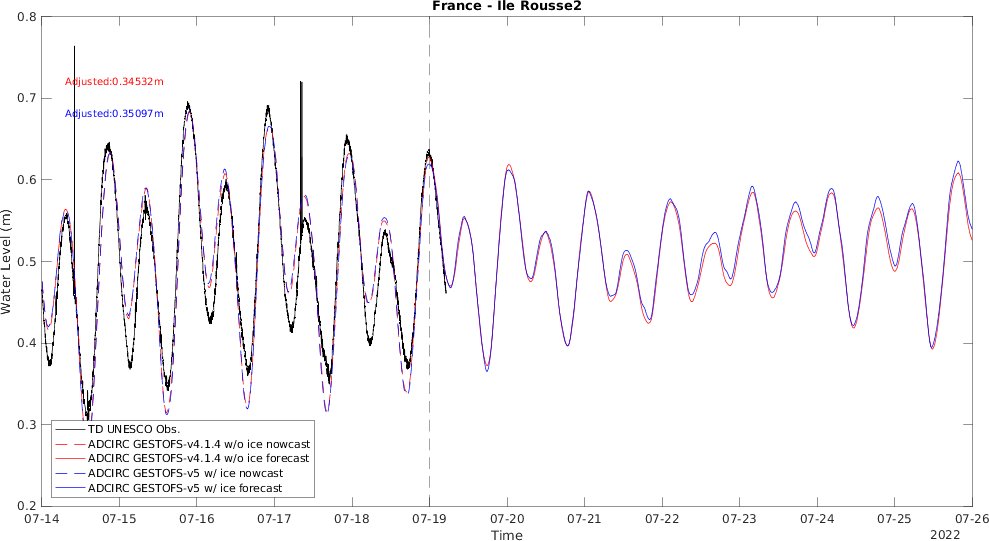 France - Ile Rousse2
0.8
0.7
0.6
0.5
0.4
0.3
0.2
Water Level (m)
Adjusted:0.34532m
Adjusted:0.35097m
TD UNESCO Obs.
ADCIRC GESTOFS-v4.1.4 w/o ice nowcast
ADCIRC GESTOFS-v4.1.4 w/o ice forecast
ADCIRC GESTOFS-v5 w/ ice nowcast
ADCIRC GESTOFS-v5 w/ ice forecast
07-14 07-15 07-16 07-17 07-18 07-19 07-20 07-21 07-22 07-23 07-24 07-25 07-26
Time
2022